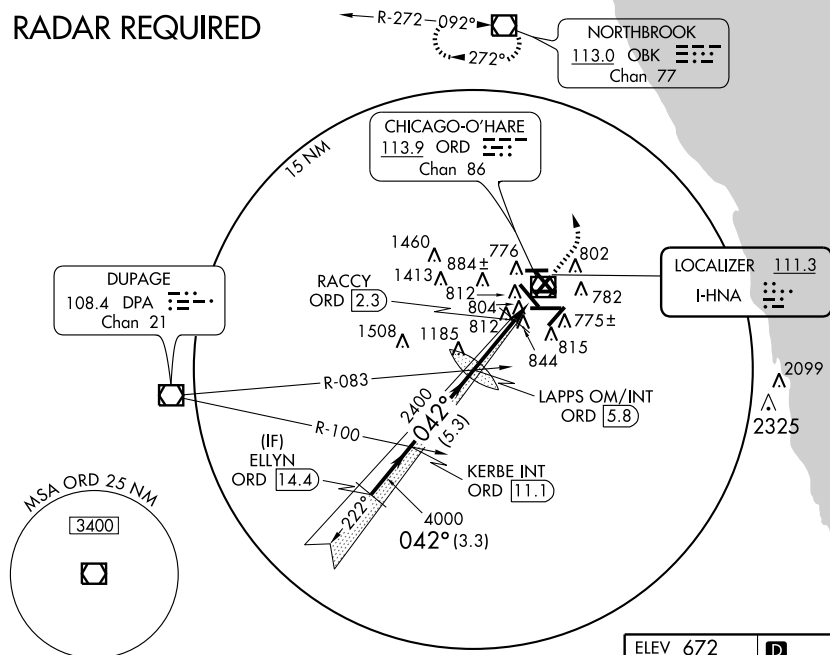 RADAR REQUIRED
R-272
092°
272°
NORTHBROOK
113.0 OBK
Chan 77
15 NM
CHICAGO-O'HARE
113.9 ORD
Chan 86
DUPAGE
108.4 DPA
Chan 21
LOCALIZER 111.3
I-HNA
1460
1413
884±
776
802
812
782
804
812
775±
815
844
1508
1185
2099
2325
RACCY
ORD 2.3
R-083
R-100
LAPPS OM/INT
ORD 5.8
2400
042°
(5.3)
(IF)
ELLYN
ORD 14.4
KERBE INT
ORD 11.1
222°
4000
042° (3.3)
MSA ORD 25 NM
3400
ELEV 672
D